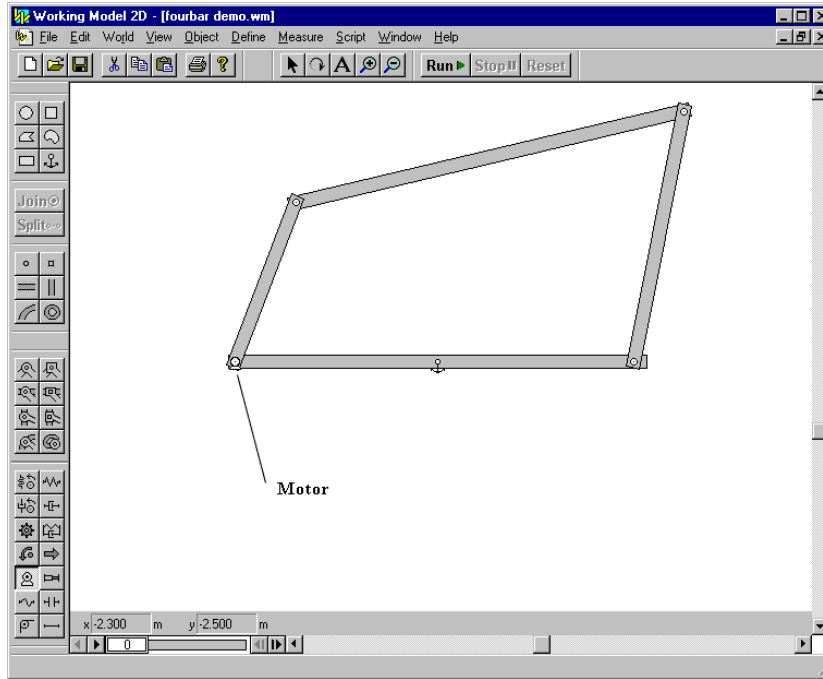 Working Model 2D - [fourbar demo.wm]
File Edit World View Object Define Measure Script Window Help
A Run Stop Reset
Join
Split
Motor
x -2.300 m y -2.500 m
0